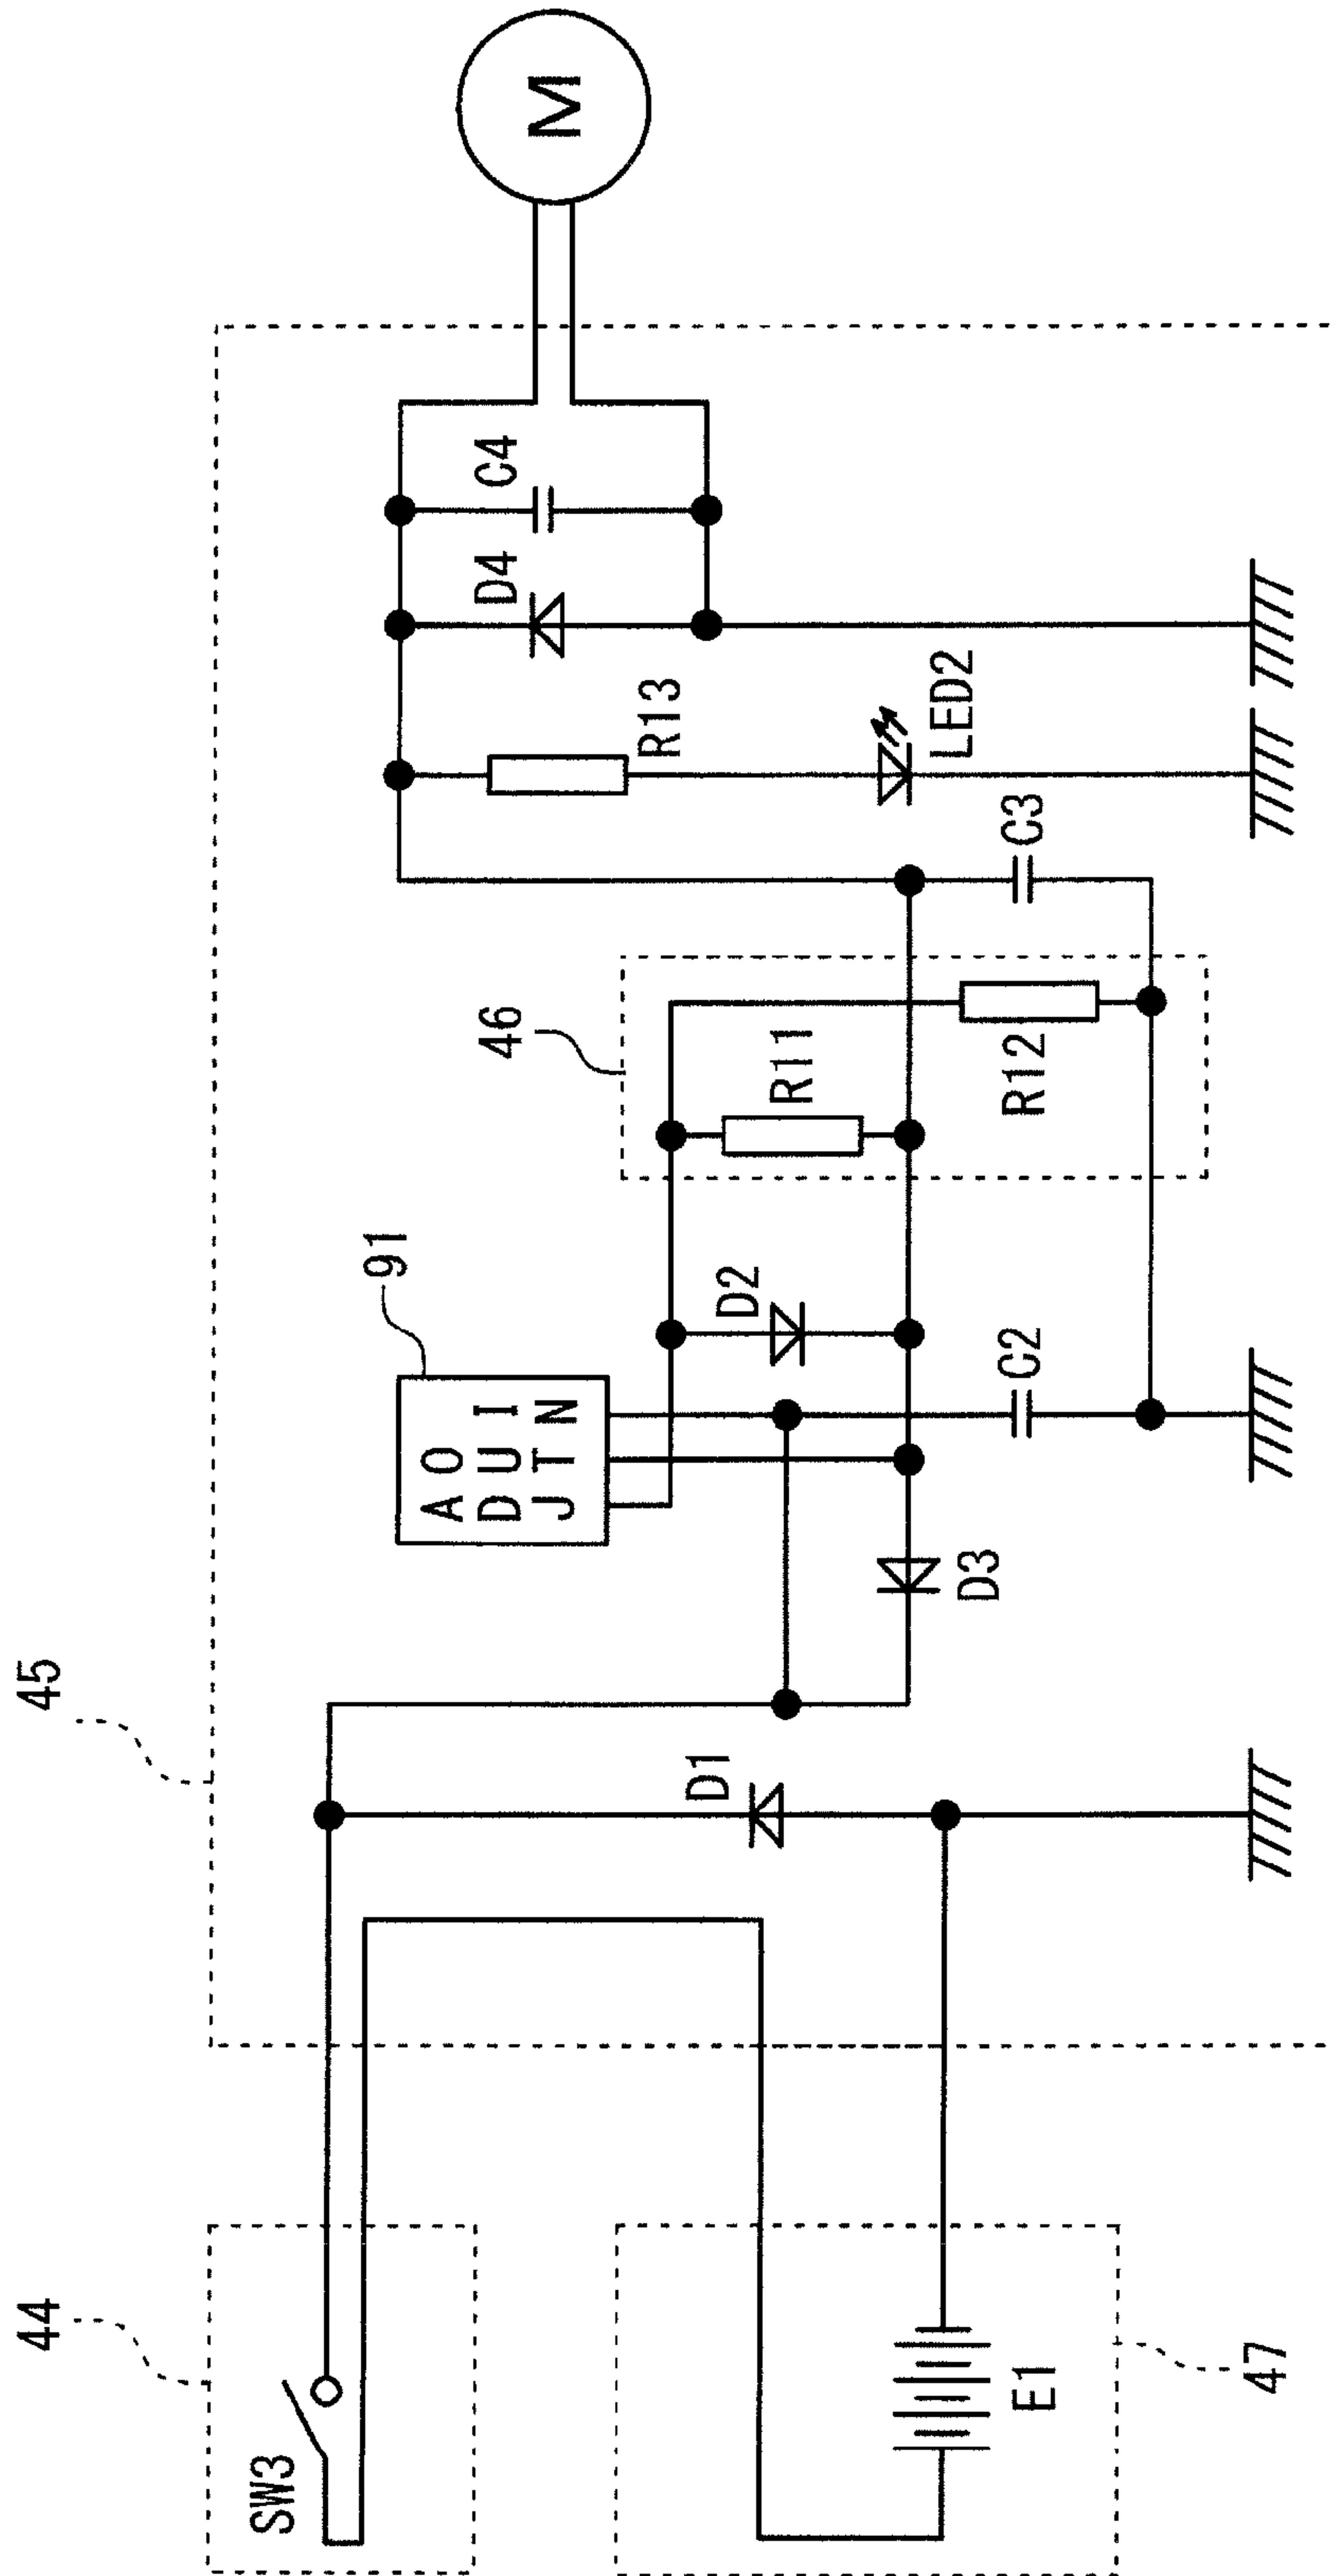 45
44
SW3
E1
47
D1
D3
91
ADJ
OUT
IN
D2
C2
46
R11
R12
C3
R13
LED2
D4
C4
M